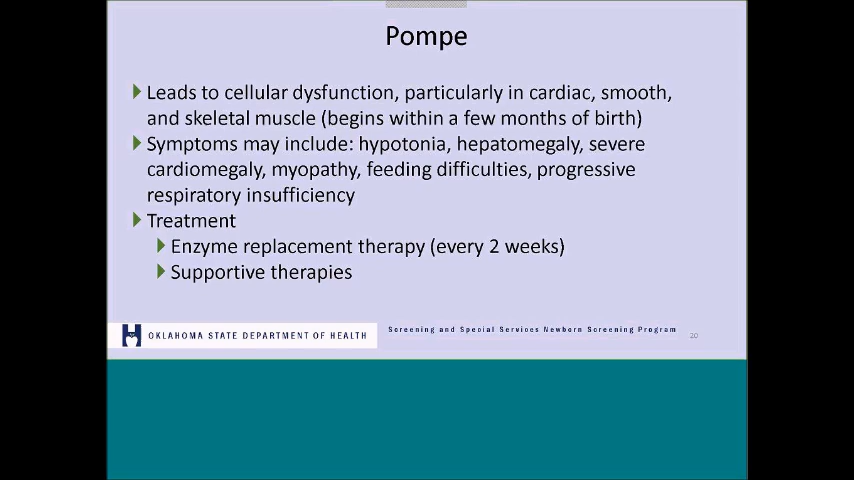 Pompe
Leads to cellular dysfunction, particularly in cardiac, smooth,
and skeletal muscle (begins within a few months of birth)
Symptoms may include: hypotonia, hepatomegaly, severe
cardiomegaly, myopathy, feeding difficulties, progressive
respiratory insufficiency
Treatment
Enzyme replacement therapy (every 2 weeks)
Supportive therapies
OKLAHOMA STATE DEPARTMENT OF HEALTH
Screening and Special Services Newborn Screening Program
20